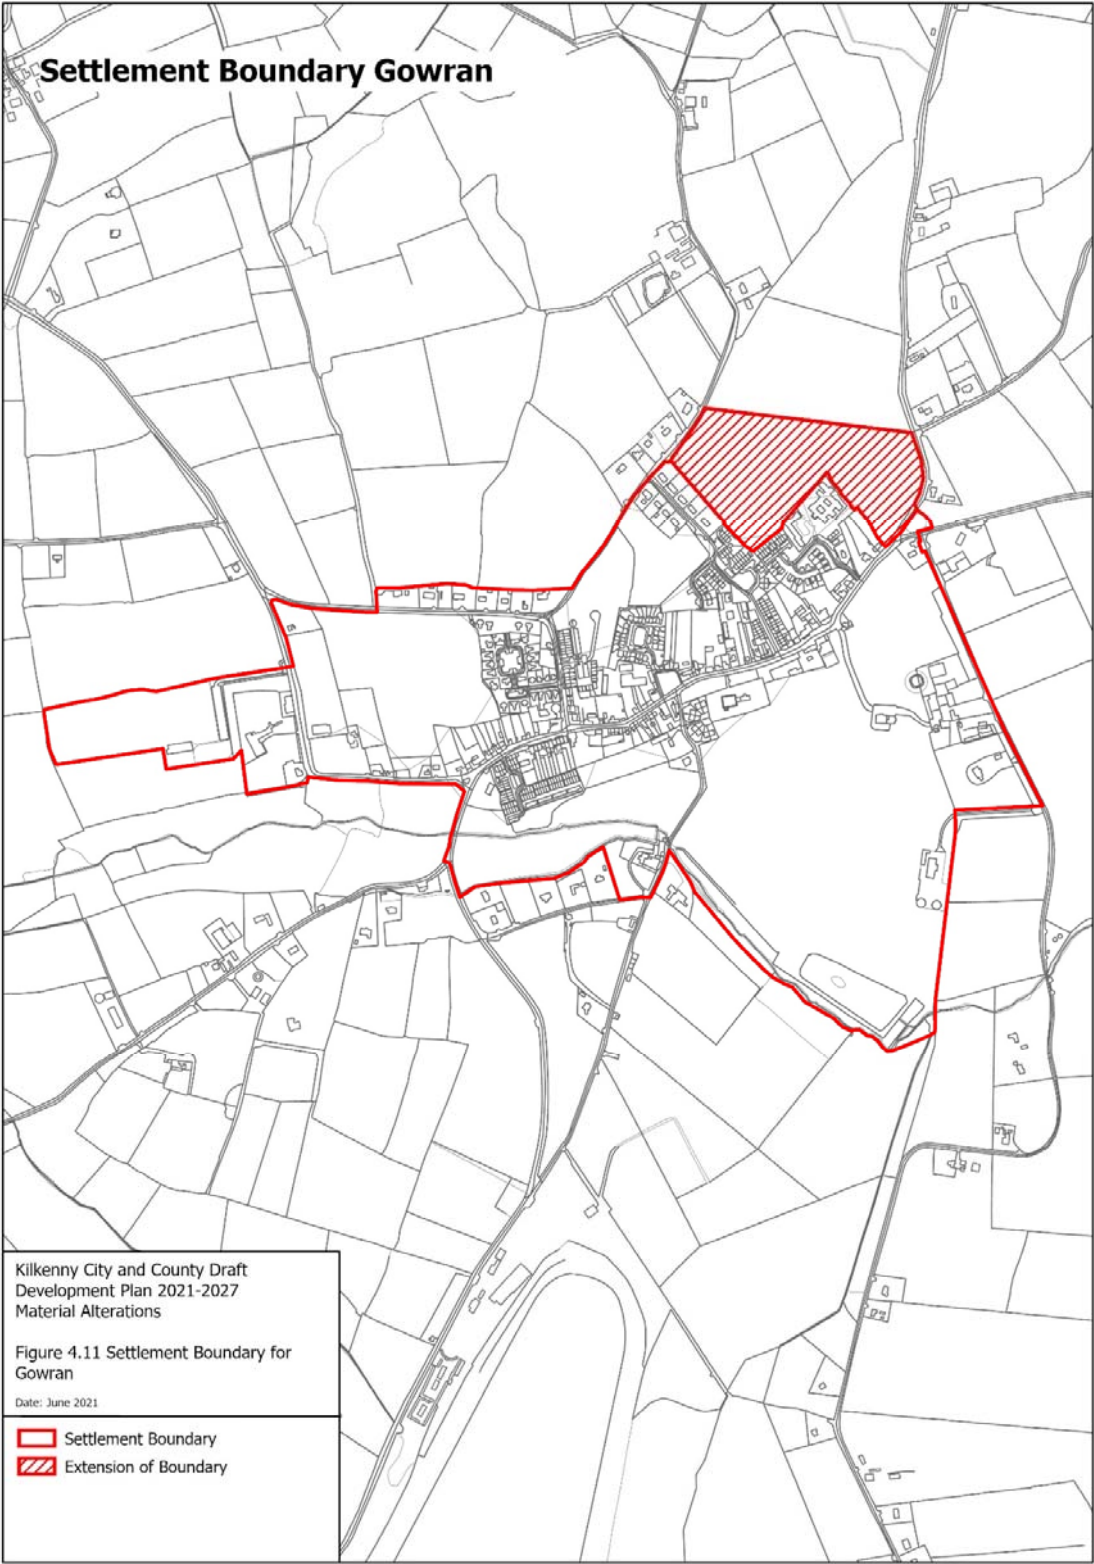 Settlement Boundary Gowran
Kilkenny City and County Draft
Development Plan 2021-2027
Material Alterations
Figure 4.11 Settlement Boundary for
Gowran
Date: June 2021
Settlement Boundary
Extension of Boundary